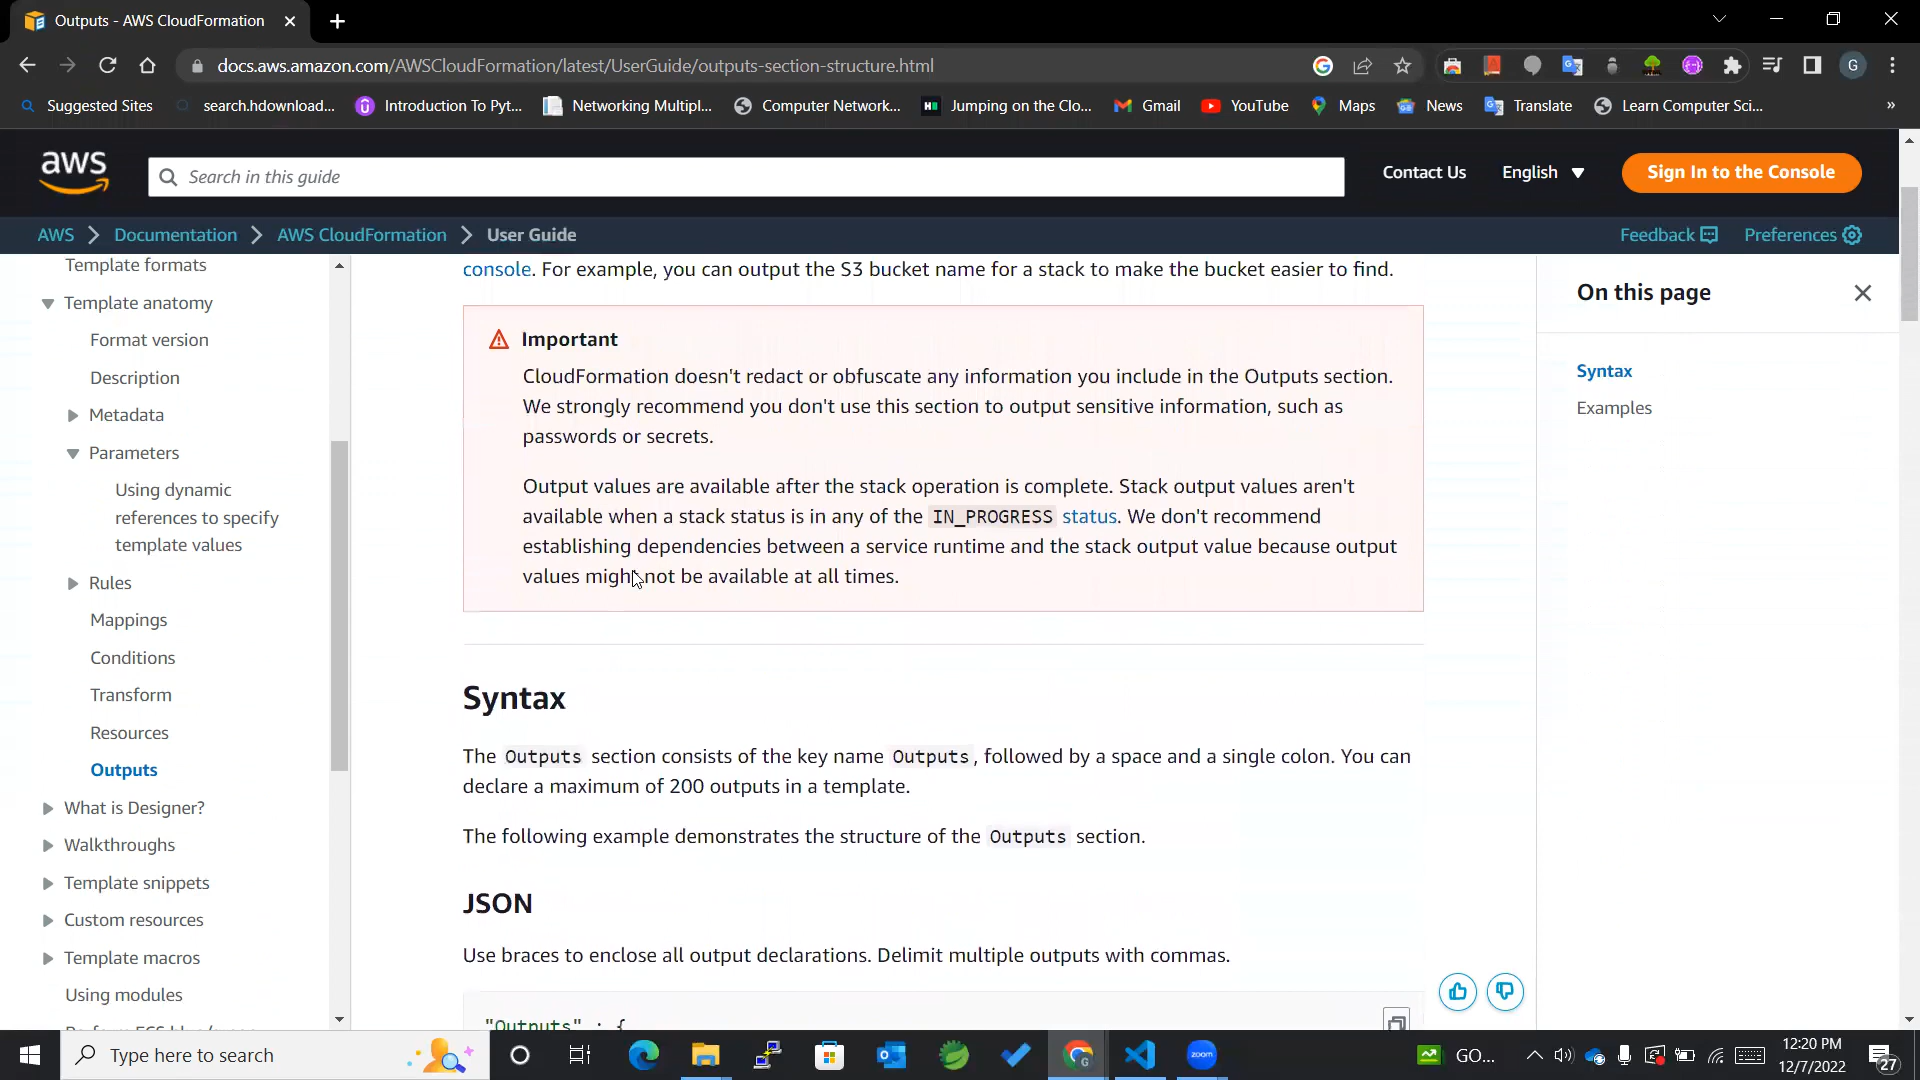 Outputs - AWS CloudFormation
docs.aws.amazon.com/AWSCloudFormation/latest/UserGuide/outputs-section-structure.html
G
Suggested Sites
search.hdownload...
Introduction To Pyt...
Networking Multipl...
Computer Network...
Jumping on the Clo...
Gmail
YouTube
Maps
News
Translate
Learn Computer Sci...
»
aws
Search in this guide
Contact Us
English
Sign In to the Console
AWS
Documentation
AWS CloudFormation
User Guide
Feedback
Preferences
Template formats
Template anatomy
Format version
Description
Metadata
Parameters
Using dynamic
references to specify
template values
Rules
Mappings
Conditions
Transform
Resources
Outputs
What is Designer?
Walkthroughs
Template snippets
Custom resources
Template macros
Using modules
console. For example, you can output the S3 bucket name for a stack to make the bucket easier to find.
Important
CloudFormation doesn't redact or obfuscate any information you include in the Outputs section.
We strongly recommend you don't use this section to output sensitive information, such as
passwords or secrets.
Output values are available after the stack operation is complete. Stack output values aren't
available when a stack status is in any of the IN_PROGRESS status. We don't recommend
establishing dependencies between a service runtime and the stack output value because output
values might not be available at all times.
Syntax
The Outputs section consists of the key name Outputs, followed by a space and a single colon. You can
declare a maximum of 200 outputs in a template.
The following example demonstrates the structure of the Outputs section.
JSON
Use braces to enclose all output declarations. Delimit multiple outputs with commas.
"Outputs" : {
On this page
Syntax
Examples
Type here to search
zoom
GO...
12:20 PM
12/7/2022
27